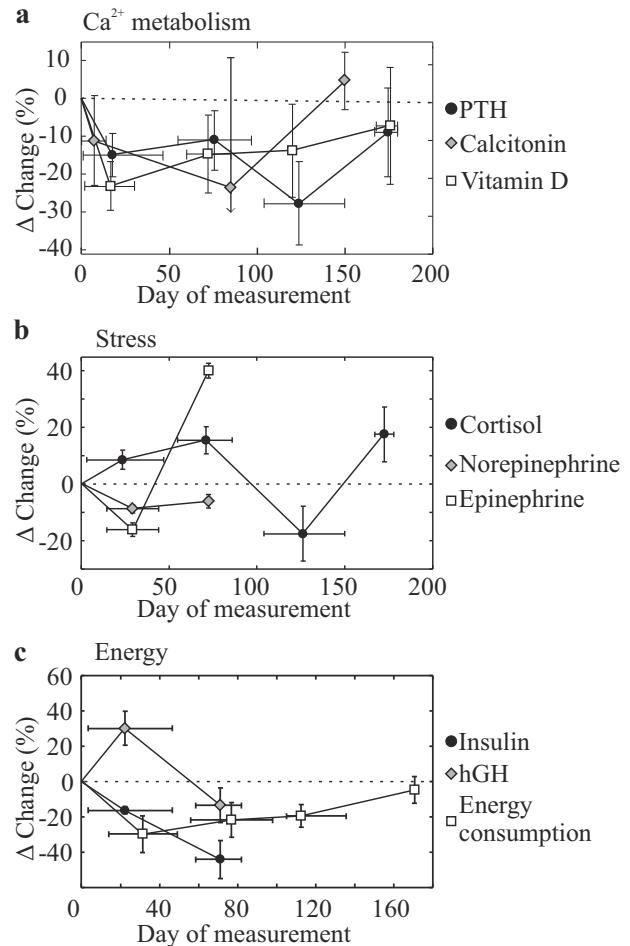 a
Ca²⁺ metabolism
Δ Change (%)
10
0
-10
-20
-30
-40
0 50 100 150 200
Day of measurement
PTH
Calcitonin
Vitamin D
b
Stress
Δ Change (%)
40
20
0
-20
0 50 100 150 200
Day of measurement
Cortisol
Norepinephrine
Epinephrine
c
Energy
Δ Change (%)
60
40
20
0
-20
-40
0 40 80 120 160
Day of measurement
Insulin
hGH
Energy
consumption